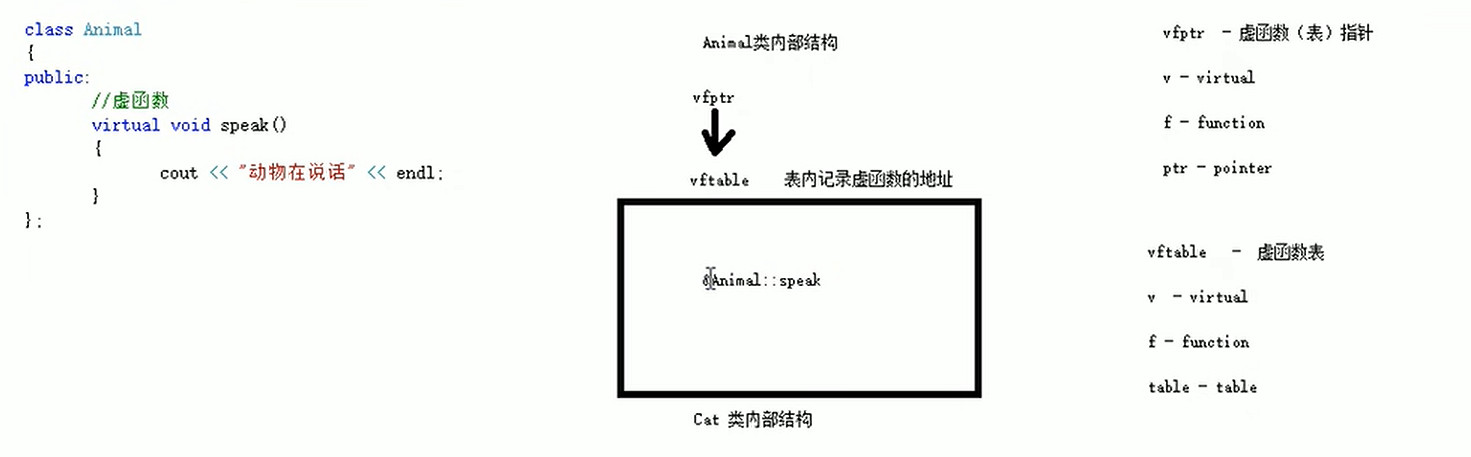 class Animal
{
public:
//虚函数
virtual void speak()
{
cout << "动物在说话" << endl;
}
};
Animal类内部结构
vfptr
vftable 表内记录虚函数的地址
&Animal::speak
Cat 类内部结构
vfptr - 虚函数（表）指针
v - virtual
f - function
ptr - pointer
vftable - 虚函数表
v - virtual
f - function
table - table